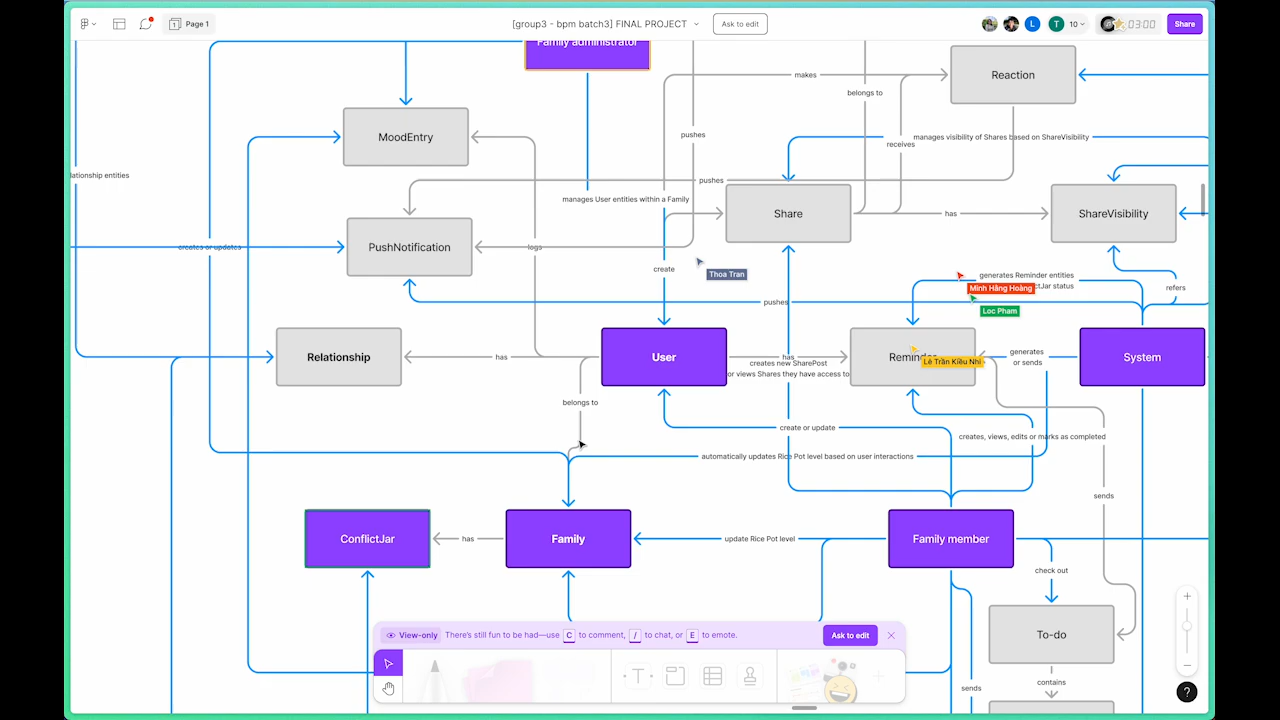 Page 1
[group3 - bpm batch3] FINAL PROJECT
Ask to edit
L
T
10
03:00
Share
Family administrator
makes
Reaction
belongs to
MoodEntry
pushes
manages visibility of Shares based on ShareVisibility
receives
lationship entities
pushes
manages User entities within a Family
Share
has
ShareVisibility
PushNotification
creates or updates
logs
create
Thoa Tran
generates Reminder entities
ctJar status
Minh Hằng Hoàng
refers
pushes
Loc Pham
Relationship
has
User
has
creates new SharePost
or views Shares they have access to
Lê Trần Kiều Nhi
generates
or sends
System
belongs to
create or update
creates, views, edits or marks as completed
automatically updates Rice Pot level based on user interactions
sends
ConflictJar
has
Family
update Rice Pot level
Family member
check out
To-do
View-only
There's still fun to be had—use C to comment, / to chat, or E to emote.
Ask to edit
contains
sends
T
?